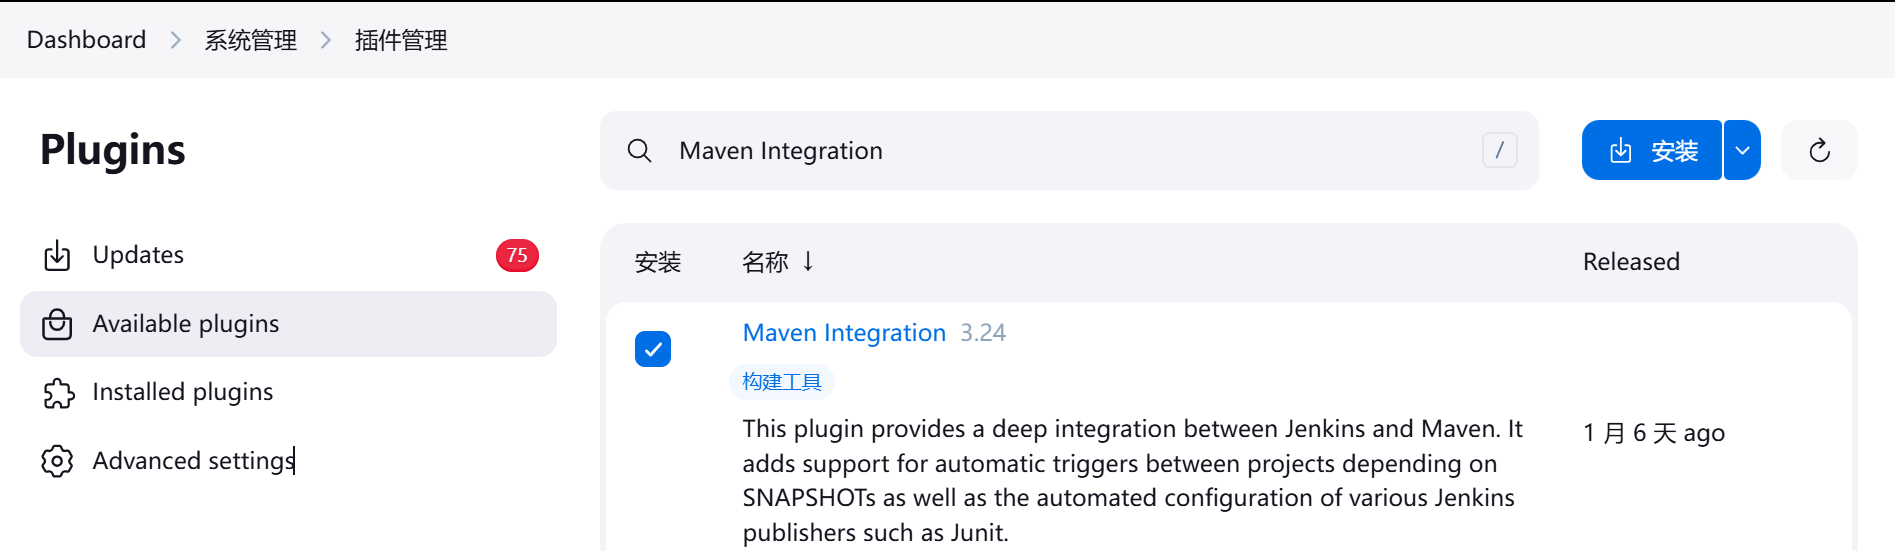 Dashboard > 系统管理 > 插件管理
Plugins
Maven Integration /
安装
Updates 75
Available plugins
Installed plugins
Advanced settings
安装 名称 ↓ Released
Maven Integration 3.24
构建工具
This plugin provides a deep integration between Jenkins and Maven. It
adds support for automatic triggers between projects depending on
SNAPSHOTs as well as the automated configuration of various Jenkins
publishers such as Junit.
1 月 6 天 ago